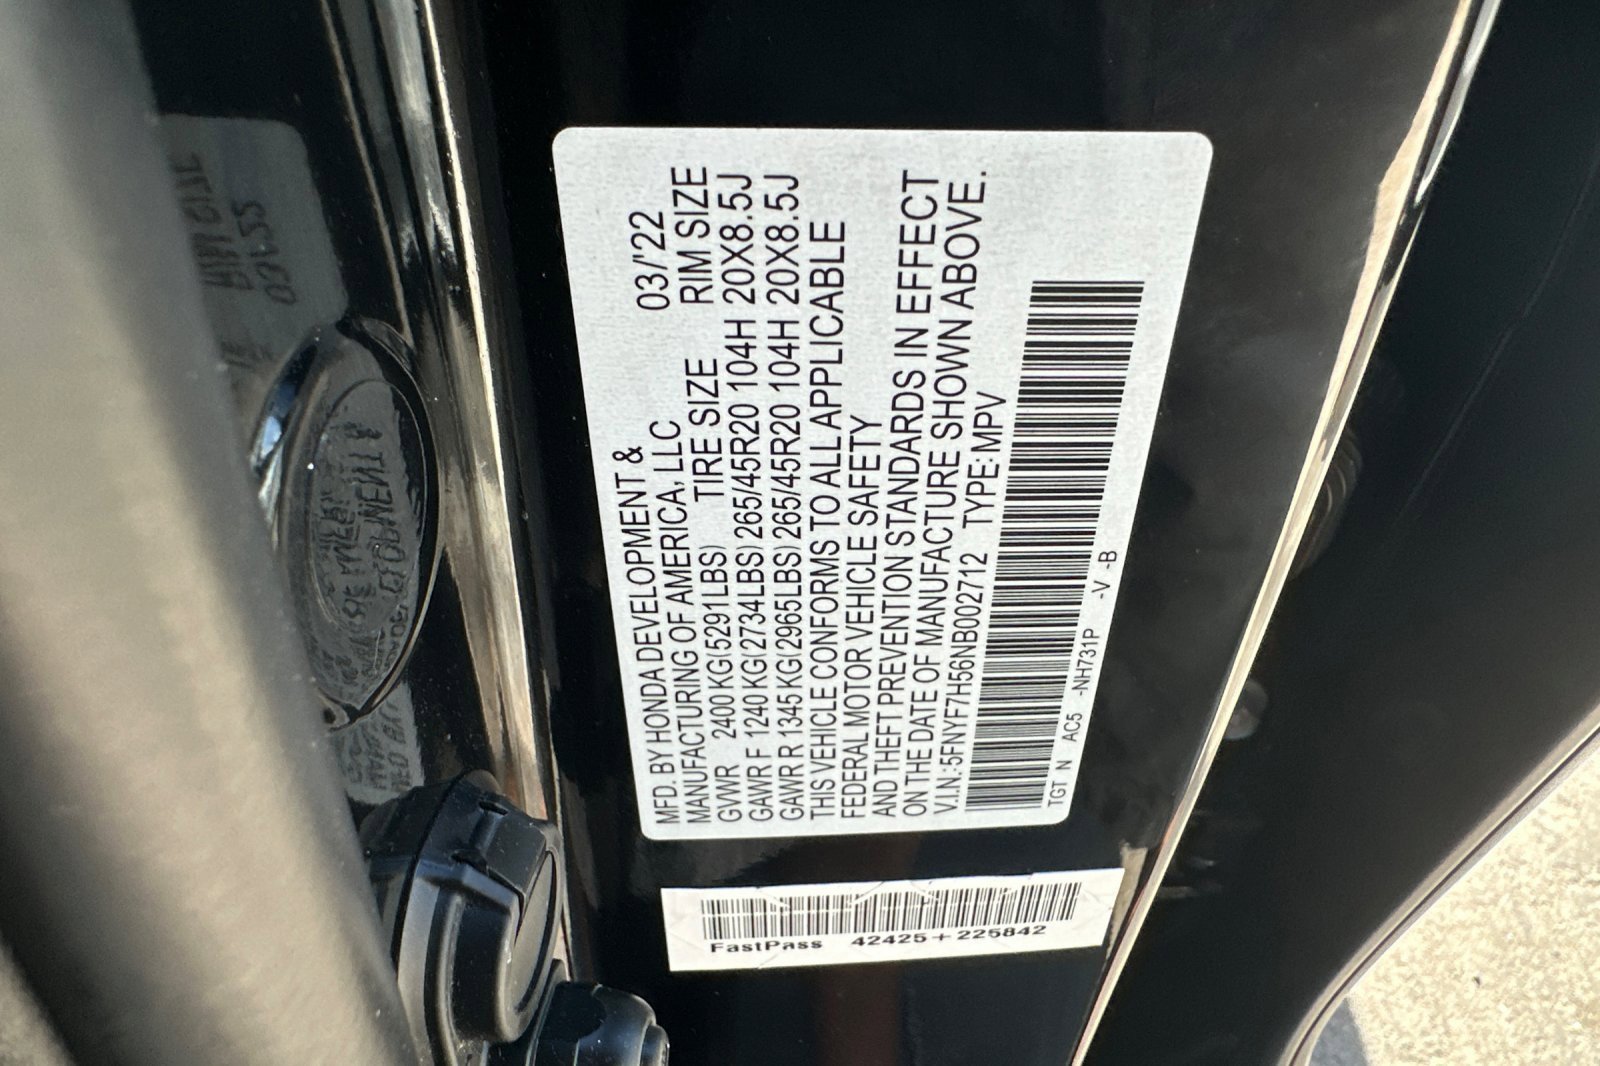 MFD. BY HONDA DEVELOPMENT &
MANUFACTURING OF AMERICA, LLC 03/'22
GVWR 2400 KG(5291LBS) TIRE SIZE RIM SIZE
GAWR F 1240 KG(2734LBS) 265/45R20 104H 20X8.5J
GAWR R 1345 KG(2965LBS) 265/45R20 104H 20X8.5J
THIS VEHICLE CONFORMS TO ALL APPLICABLE
FEDERAL MOTOR VEHICLE SAFETY
AND THEFT PREVENTION STANDARDS IN EFFECT
ON THE DATE OF MANUFACTURE SHOWN ABOVE.
V.I.N.:5FNYF7H56NB002712 TYPE:MPV
TGT N AC5 -NH731P -V -B
FastPass 42425+225842